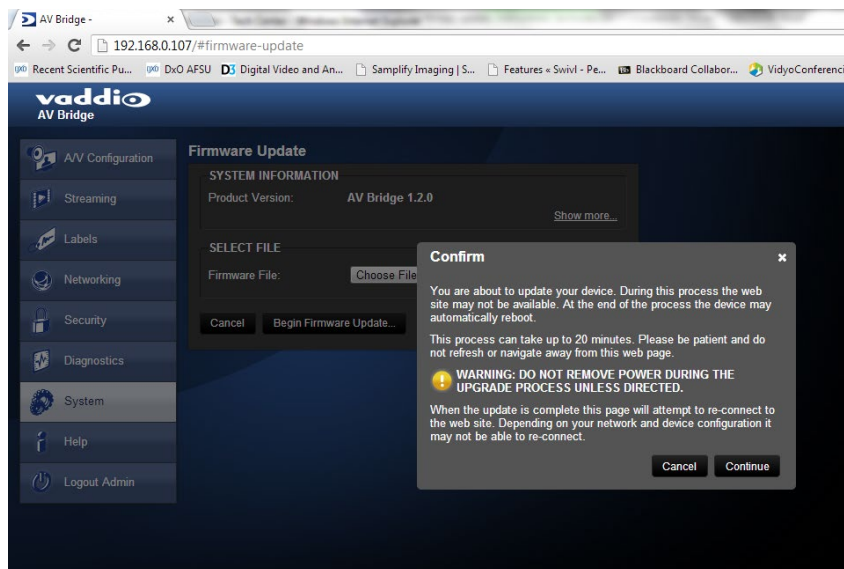 AV Bridge -
192.168.0.107/#firmware-update
Recent Scientific Pu... DxO AFSU D3 Digital Video and An... Samplify Imaging | S... Features « Swivl - Pe... Blackboard Collabor... VidyoConferenci
vaddio
AV Bridge
A/V Configuration
Streaming
Labels
Networking
Security
Diagnostics
System
Help
Logout Admin
Firmware Update
SYSTEM INFORMATION
Product Version: AV Bridge 1.2.0
Show more...
SELECT FILE
Firmware File: Choose File
Cancel Begin Firmware Update...
Confirm
You are about to update your device. During this process the web
site may not be available. At the end of the process the device may
automatically reboot.
This process can take up to 20 minutes. Please be patient and do
not refresh or navigate away from this web page.
WARNING: DO NOT REMOVE POWER DURING THE
UPGRADE PROCESS UNLESS DIRECTED.
When the update is complete this page will attempt to re-connect to
the web site. Depending on your network and device configuration it
may not be able to re-connect.
Cancel Continue